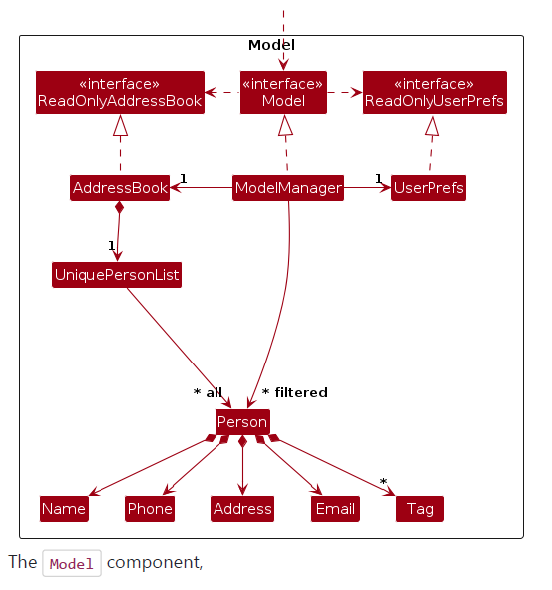 Model
«interface»
ReadOnlyAddressBook
«interface»
Model
«interface»
ReadOnlyUserPrefs
AddressBook
1
ModelManager
1
UserPrefs
1
UniquePersonList
* all
* filtered
Person
*
Name
Phone
Address
Email
Tag
The Model component,